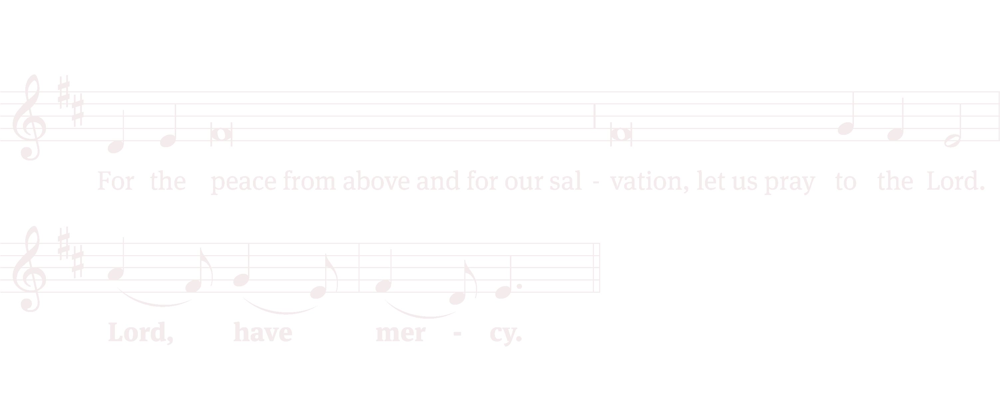 For the peace from above and for our sal - vation, let us pray to the Lord.
Lord, have mer - cy.